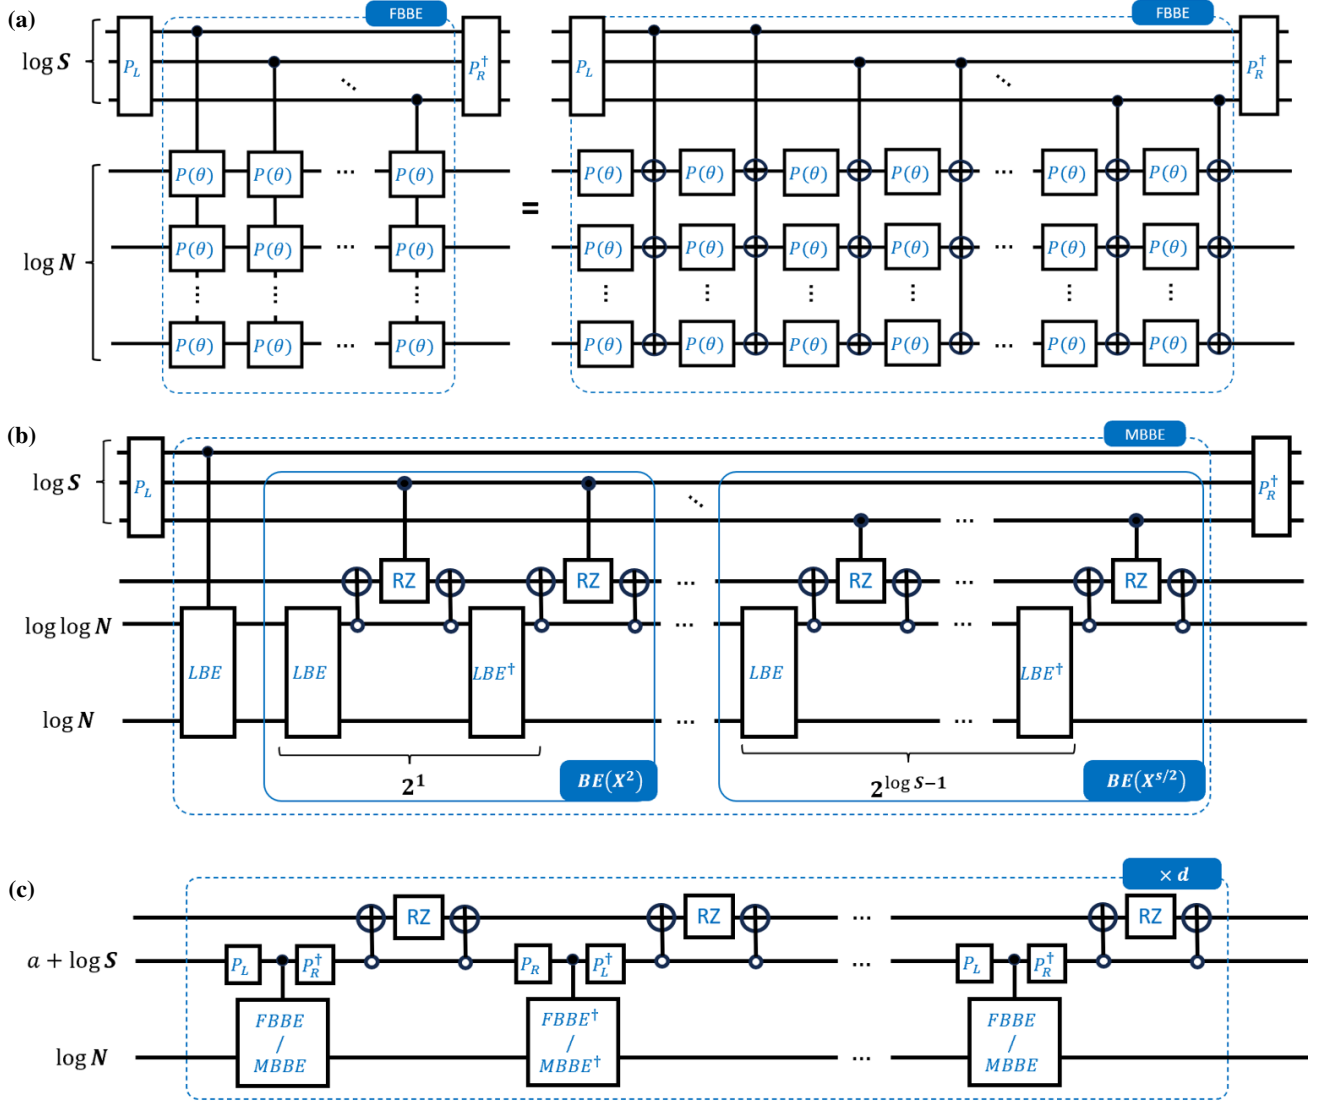 (a)
FBBE
FBBE
log S
P_L
P_R^†
P_L
P_R^†
log N
P(θ) P(θ) ... P(θ)
=
P(θ) P(θ) P(θ) P(θ) ... P(θ) P(θ)
P(θ) P(θ) ... P(θ)
P(θ) P(θ) P(θ) P(θ) ... P(θ) P(θ)
P(θ) P(θ) ... P(θ)
P(θ) P(θ) P(θ) P(θ) ... P(θ) P(θ)
(b)
MBBE
log S
P_L
P_R^†
RZ RZ ... RZ ... RZ
log log N
LBE LBE LBE^† ... LBE ... LBE^†
log N
2^1
BE(X^2)
2^{log S−1}
BE(X^{s/2})
(c)
× d
RZ RZ ... RZ
a + log S
P_L P_R^† P_R P_L^† ... P_L P_R^†
log N
FBBE
/
MBBE
FBBE^†
/
MBBE^†
...
FBBE
/
MBBE